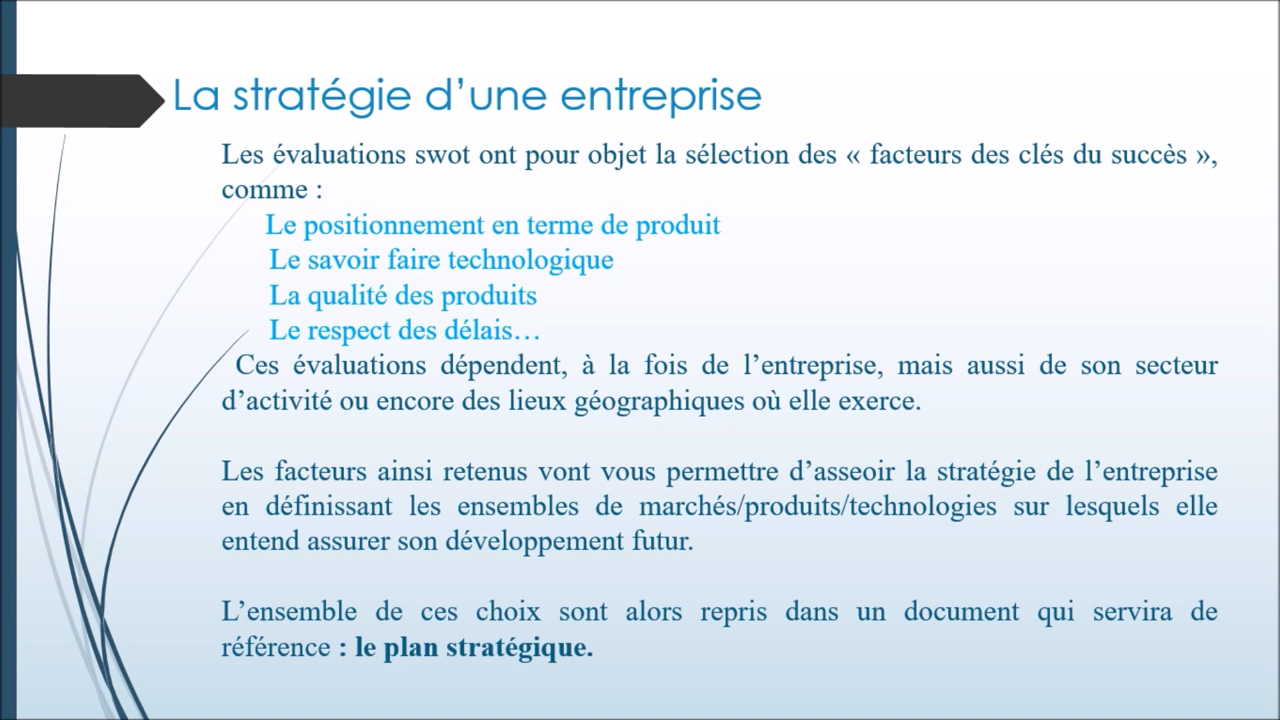 La stratégie d’une entreprise
Les évaluations swot ont pour objet la sélection des « facteurs des clés du succès »,
comme :
Le positionnement en terme de produit
Le savoir faire technologique
La qualité des produits
Le respect des délais…
Ces évaluations dépendent, à la fois de l’entreprise, mais aussi de son secteur
d’activité ou encore des lieux géographiques où elle exerce.
Les facteurs ainsi retenus vont vous permettre d’asseoir la stratégie de l’entreprise
en définissant les ensembles de marchés/produits/technologies sur lesquels elle
entend assurer son développement futur.
L’ensemble de ces choix sont alors repris dans un document qui servira de
référence : le plan stratégique.